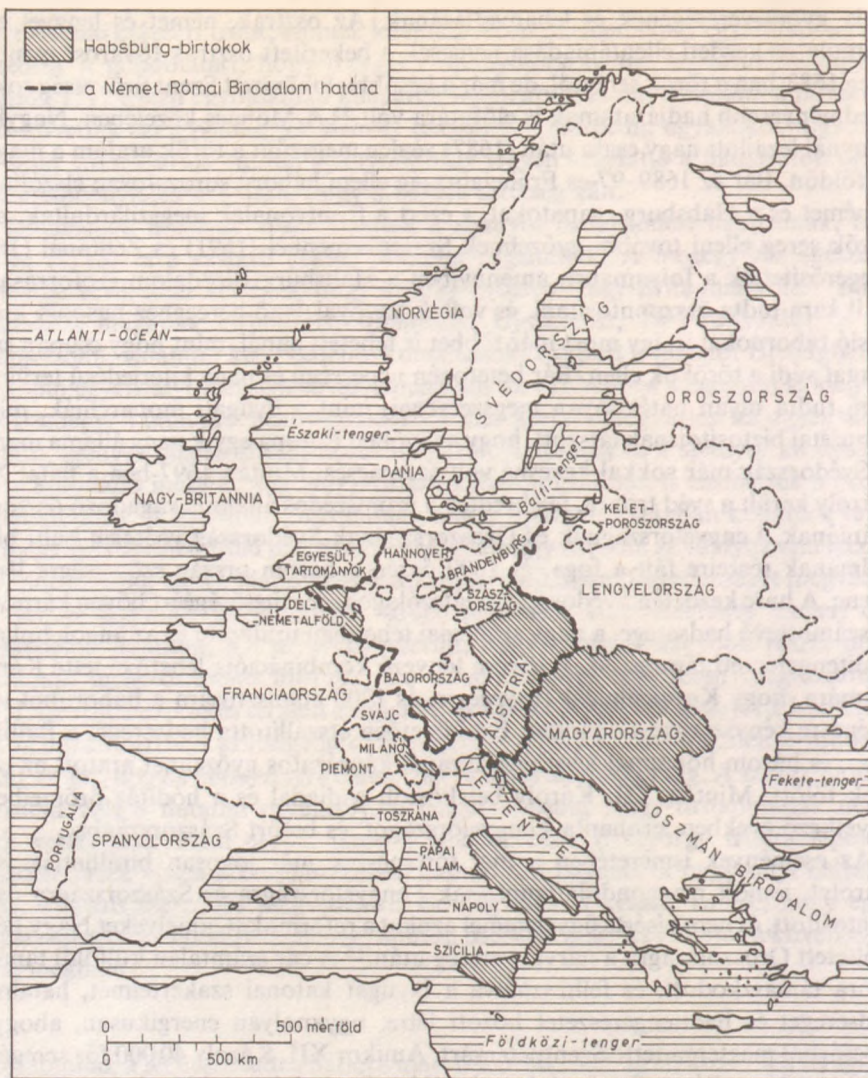 Habsburg-birtokok
a Német-Római Birodalom határa
ATLANTI-ÓCEÁN
NORVÉGIA
SVÉDORSZÁG
OROSZORSZÁG
Északi-tenger
DÁNIA
Balti-tenger
NAGY-BRITANNIA
KELET-
POROSZORSZÁG
EGYESÜLT
TARTOMÁNYOK
HANNOVER
BRANDENBURG
SZÁSZ-
ORSZÁG
LENGYELORSZÁG
DÉL-
NÉMETALFÖLD
FRANCIAORSZÁG
BAJORORSZÁG
AUSZTRIA
SVÁJC
MILÁNÓ
PIEMONT
MAGYARORSZÁG
VELENCE
Fekete-tenger
TOSZKÁNA
PÁPAI
ÁLLAM
OSZMÁN BIRODALOM
PORTUGÁLIA
SPANYOLORSZÁG
NÁPOLY
SZICÍLIA
0 500 mérföld
0 500 km
Földközi-tenger